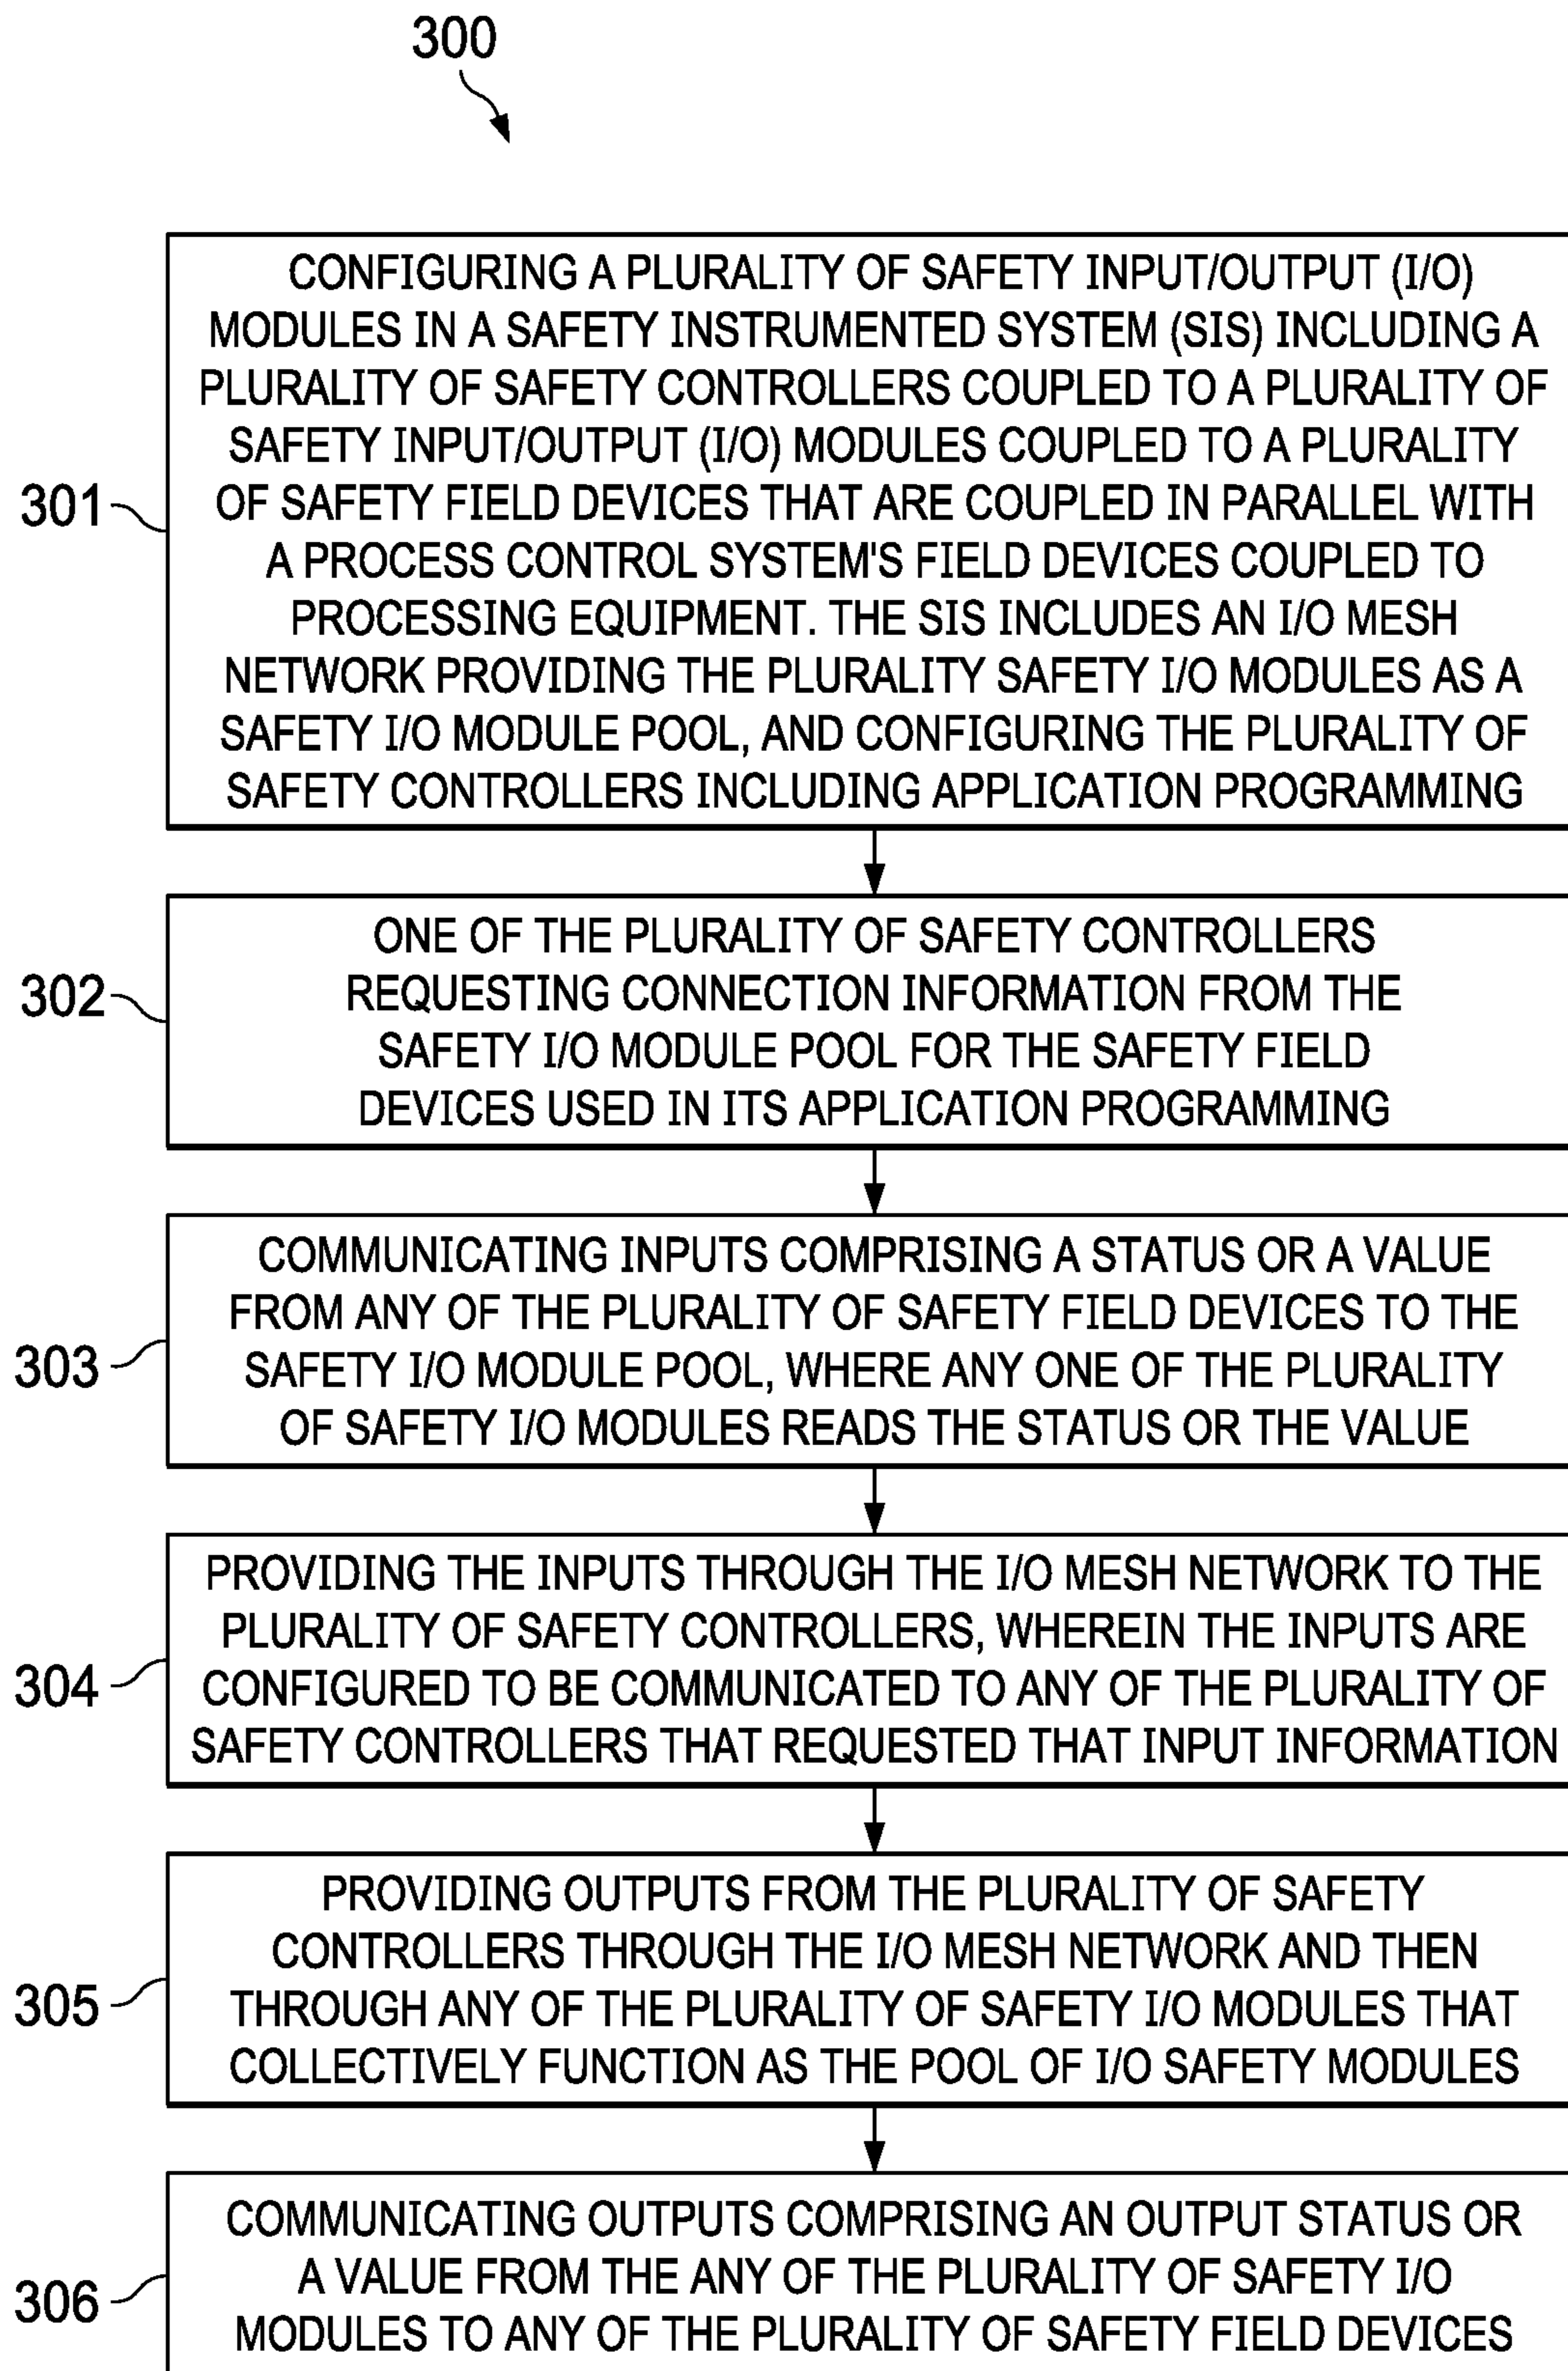 300
301
CONFIGURING A PLURALITY OF SAFETY INPUT/OUTPUT (I/O)
MODULES IN A SAFETY INSTRUMENTED SYSTEM (SIS) INCLUDING A
PLURALITY OF SAFETY CONTROLLERS COUPLED TO A PLURALITY OF
SAFETY INPUT/OUTPUT (I/O) MODULES COUPLED TO A PLURALITY
OF SAFETY FIELD DEVICES THAT ARE COUPLED IN PARALLEL WITH
A PROCESS CONTROL SYSTEM'S FIELD DEVICES COUPLED TO
PROCESSING EQUIPMENT. THE SIS INCLUDES AN I/O MESH
NETWORK PROVIDING THE PLURALITY SAFETY I/O MODULES AS A
SAFETY I/O MODULE POOL, AND CONFIGURING THE PLURALITY OF
SAFETY CONTROLLERS INCLUDING APPLICATION PROGRAMMING
302
ONE OF THE PLURALITY OF SAFETY CONTROLLERS
REQUESTING CONNECTION INFORMATION FROM THE
SAFETY I/O MODULE POOL FOR THE SAFETY FIELD
DEVICES USED IN ITS APPLICATION PROGRAMMING
303
COMMUNICATING INPUTS COMPRISING A STATUS OR A VALUE
FROM ANY OF THE PLURALITY OF SAFETY FIELD DEVICES TO THE
SAFETY I/O MODULE POOL, WHERE ANY ONE OF THE PLURALITY
OF SAFETY I/O MODULES READS THE STATUS OR THE VALUE
304
PROVIDING THE INPUTS THROUGH THE I/O MESH NETWORK TO THE
PLURALITY OF SAFETY CONTROLLERS, WHEREIN THE INPUTS ARE
CONFIGURED TO BE COMMUNICATED TO ANY OF THE PLURALITY OF
SAFETY CONTROLLERS THAT REQUESTED THAT INPUT INFORMATION
305
PROVIDING OUTPUTS FROM THE PLURALITY OF SAFETY
CONTROLLERS THROUGH THE I/O MESH NETWORK AND THEN
THROUGH ANY OF THE PLURALITY OF SAFETY I/O MODULES THAT
COLLECTIVELY FUNCTION AS THE POOL OF I/O SAFETY MODULES
306
COMMUNICATING OUTPUTS COMPRISING AN OUTPUT STATUS OR
A VALUE FROM THE ANY OF THE PLURALITY OF SAFETY I/O
MODULES TO ANY OF THE PLURALITY OF SAFETY FIELD DEVICES